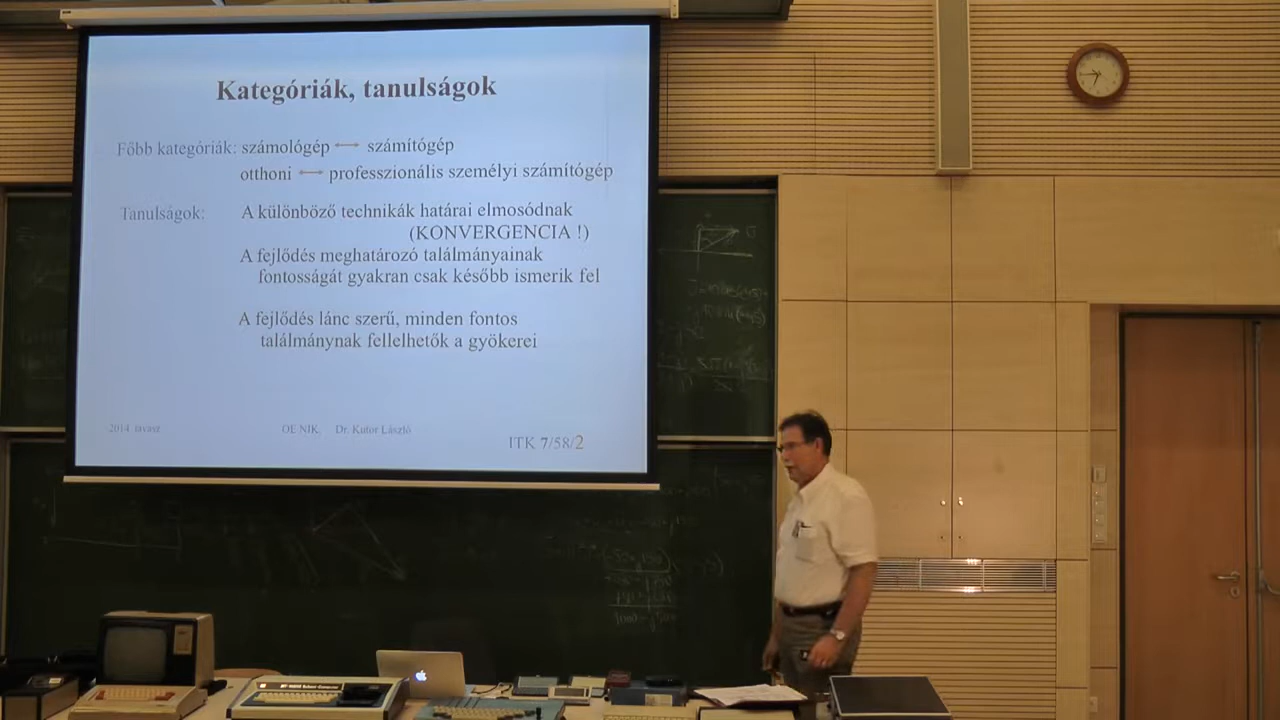 Kategóriák, tanulságok
Főbb kategóriák: számológép ⟷ számítógép
otthoni ⟷ professzionális személyi számítógép
Tanulságok: A különböző technikák határai elmosódnak
(KONVERGENCIA !)
A fejlődés meghatározó találmányainak
fontosságát gyakran csak később ismerik fel
A fejlődés lánc szerű, minden fontos
találmánynak fellelhetők a gyökerei
2014 tavasz OE NIK. Dr. Kutor László ITK 7/58/2